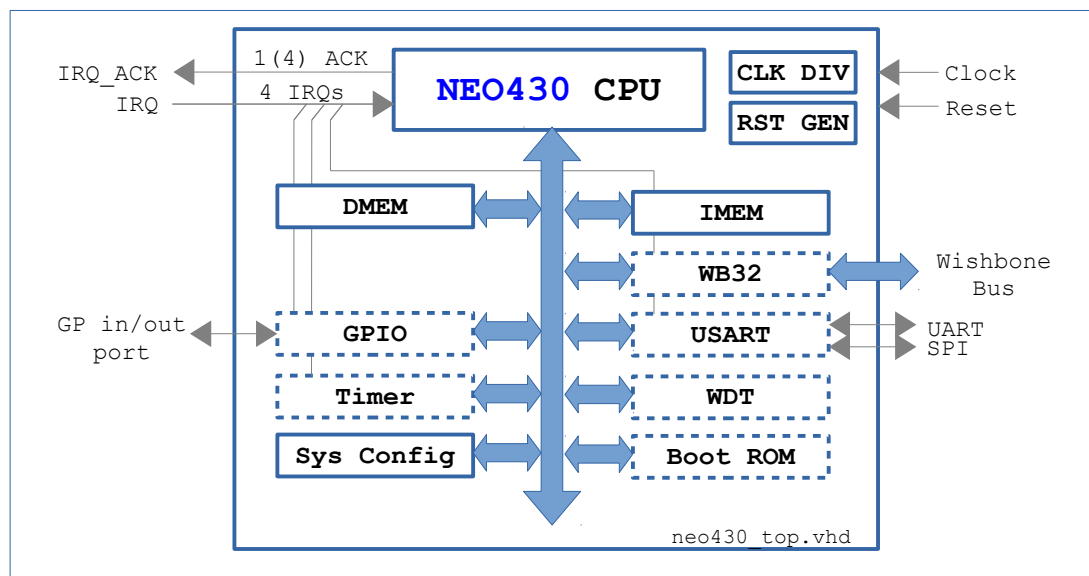 1(4) ACK
IRQ_ACK
4 IRQs
IRQ
NEO430 CPU
CLK DIV
Clock
RST GEN
Reset
DMEM
IMEM
WB32
Wishbone
Bus
GP in/out
port
GPIO
USART
UART
SPI
Timer
WDT
Sys Config
Boot ROM
neo430_top.vhd